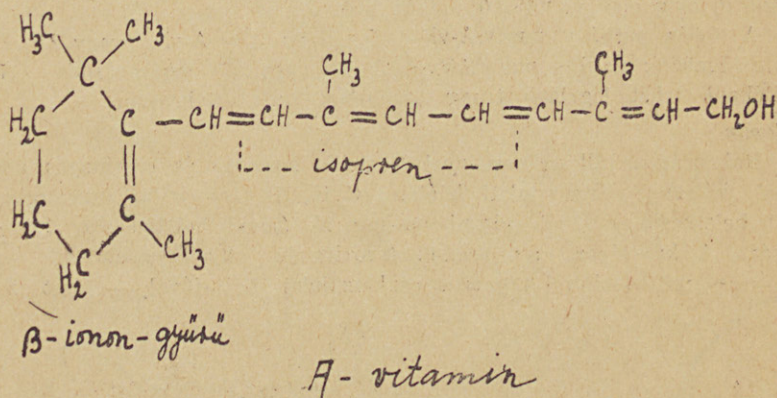 H₃C CH₃
C CH₃ CH₃
H₂C C — CH = CH – C = CH – CH = CH – C = CH – CH₂OH
isopren
H₂C C
H₂C CH₃
β-ionon-gyűrű
A - vitamin